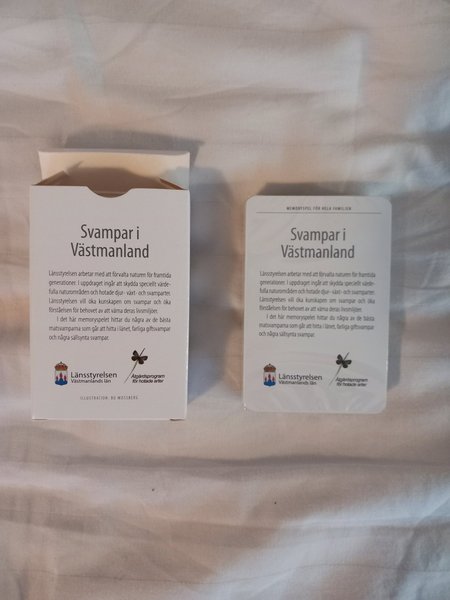 Svampar i
Västmanland
Länsstyrelsen arbetar med att förvalta naturen för framtida
generationer. I uppdraget ingår att skydda speciellt värde-
fulla naturområden och hotade djur- växt- och svamparter.
Länsstyrelsen vill öka kunskapen om svampar och öka
förståelsen för behovet av att värna deras livsmiljöer.
I det här memoryspelet hittar du några av de bästa
matsvamparna som går att hitta i länet, farliga giftsvampar
och några sällsynta svampar.
Länsstyrelsen
Västmanlands län
Åtgärdsprogram
för hotade arter
ILLUSTRATION: BO MOSSBERG
MEMORYSPEL FÖR HELA FAMILJEN
Svampar i
Västmanland
Länsstyrelsen arbetar med att förvalta naturen för framtida
generationer. I uppdraget ingår att skydda speciellt värde-
fulla naturområden och hotade djur- växt- och svamparter.
Länsstyrelsen vill öka kunskapen om svampar och öka
förståelsen för behovet av att värna deras livsmiljöer.
I det här memoryspelet hittar du några av de bästa
matsvamparna som går att hitta i länet, farliga giftsvampar
och några sällsynta svampar.
Länsstyrelsen
Västmanlands län
Åtgärdsprogram
för hotade arter